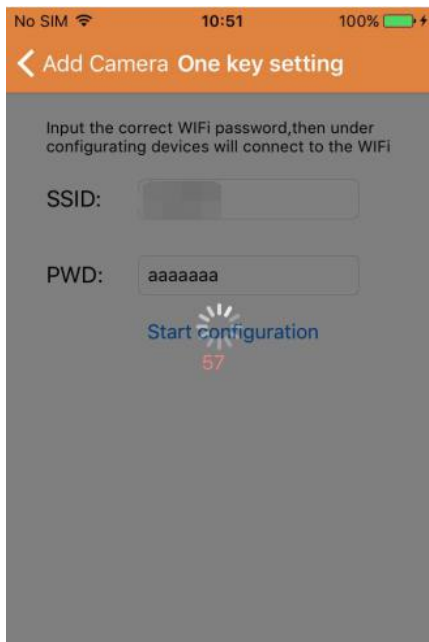 No SIM 10:51 100%
Add Camera One key setting
Input the correct WIFi password,then under
configurating devices will connect to the WIFi
SSID:
PWD: aaaaaaa
Start configuration
57